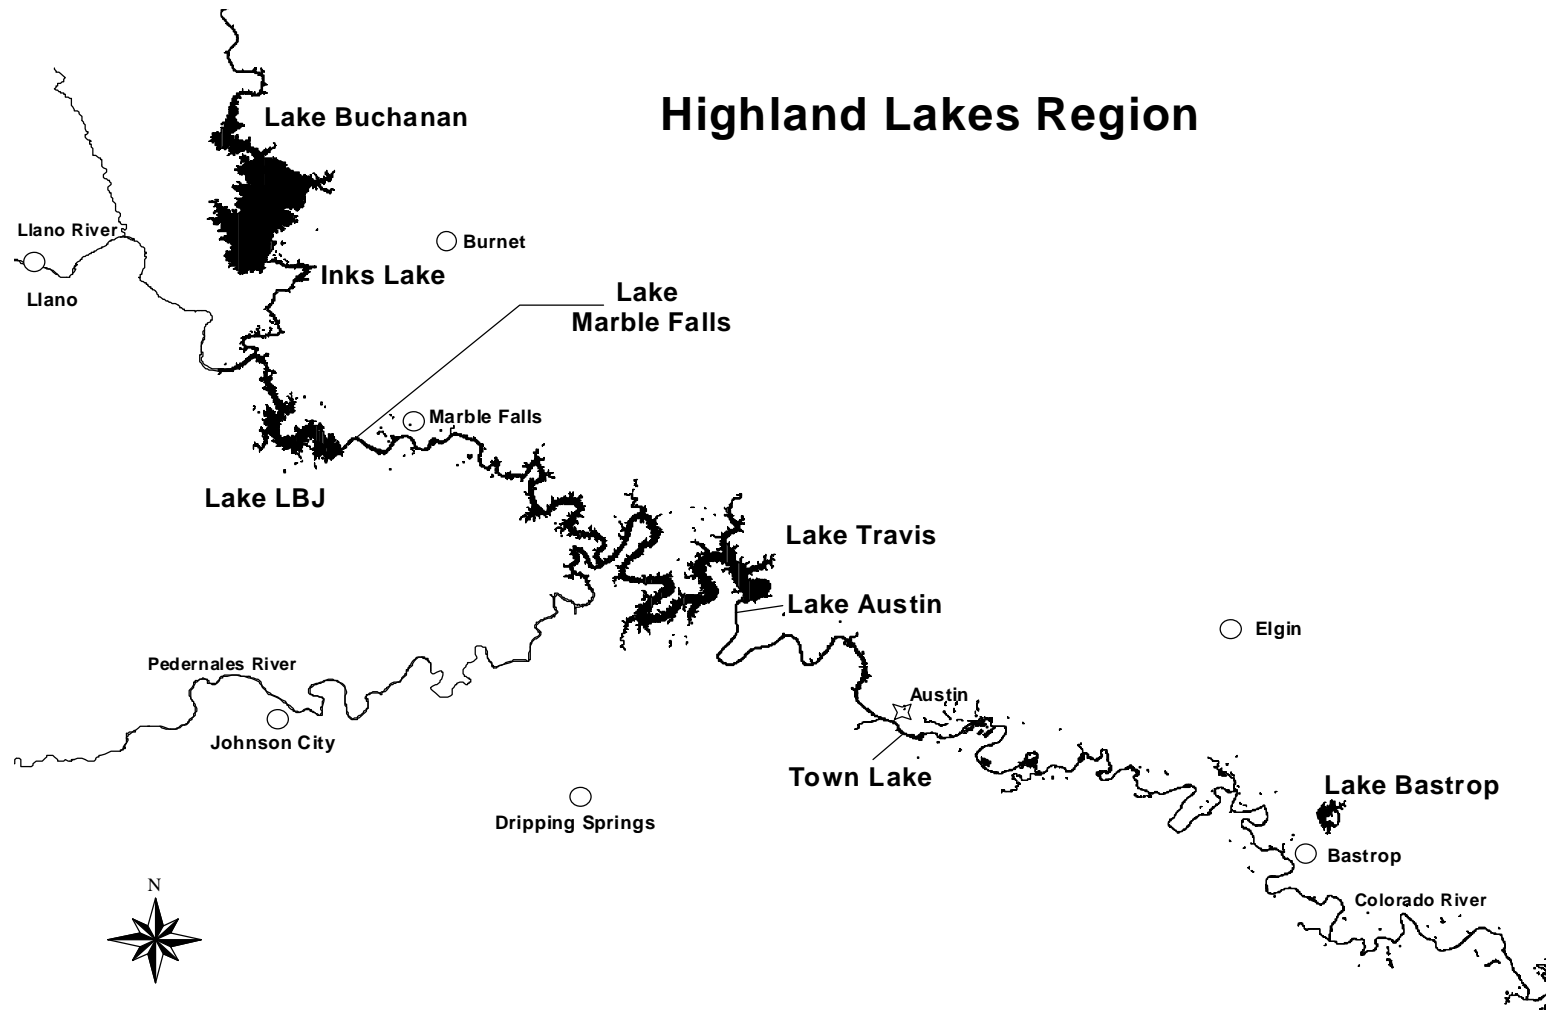 Highland Lakes Region
Lake Buchanan
Llano River
Burnet
Inks Lake
Llano
Lake
Marble Falls
Marble Falls
Lake LBJ
Lake Travis
Lake Austin
Elgin
Pedernales River
Austin
Johnson City
Town Lake
Lake Bastrop
Dripping Springs
Bastrop
N
Colorado River